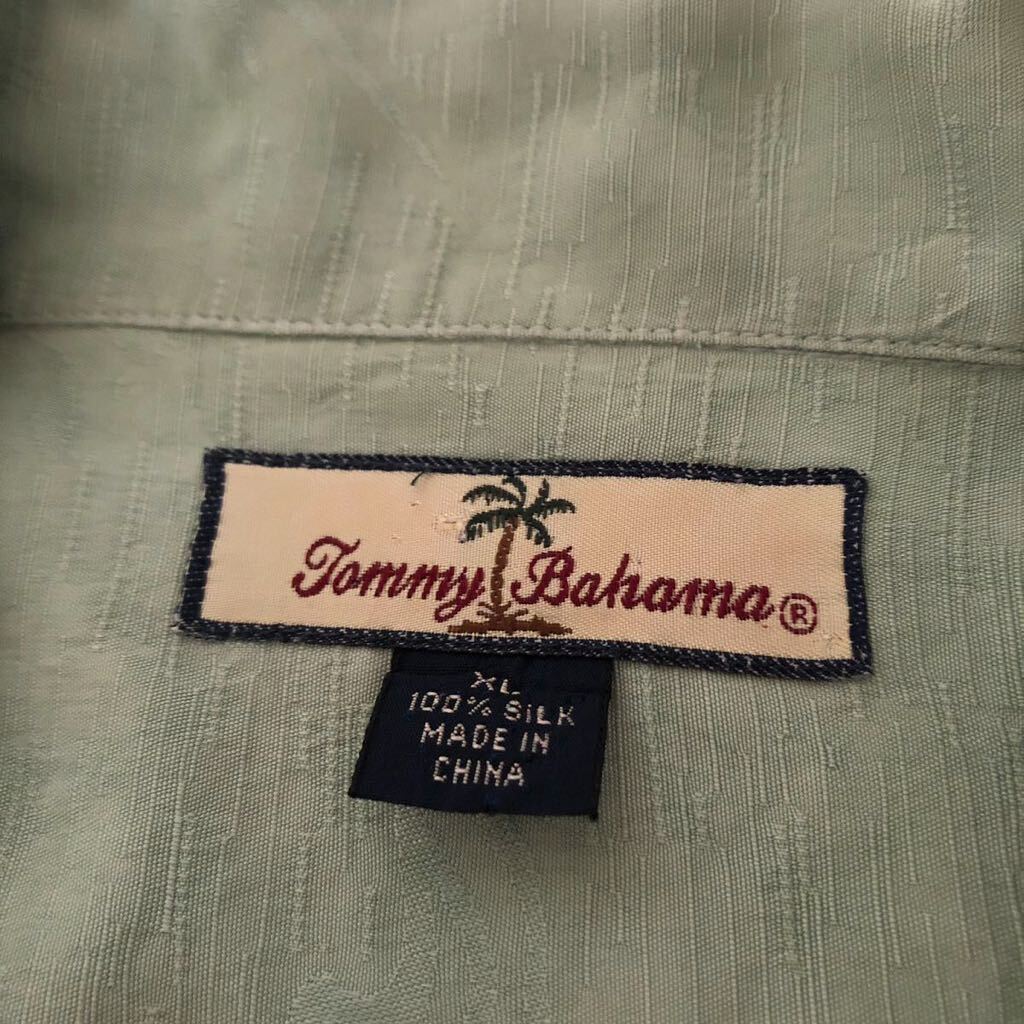 Tommy Bahama®
XL
100% SiLK
MADE IN
CHINA